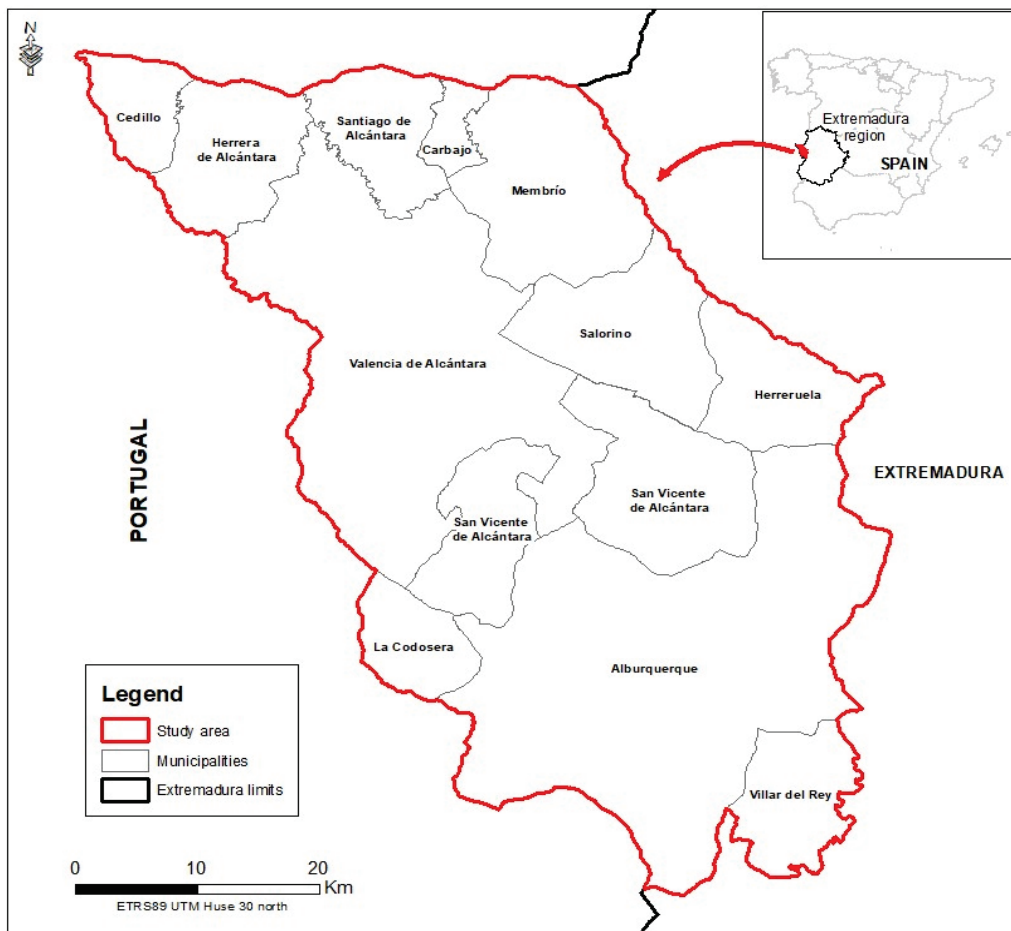 N
Cedillo
Herrera
de Alcántara
Santiago de
Alcántara
Carbajo
Membrío
Extremadura
region
SPAIN
Salorino
Valencia de Alcántara
Herreruela
PORTUGAL
EXTREMADURA
San Vicente
de Alcántara
San Vicente
de Alcántara
La Codosera
Alburquerque
Villar del Rey
Legend
Study area
Municipalities
Extremadura limits
0 10 20
Km
ETRS89 UTM Huse 30 north